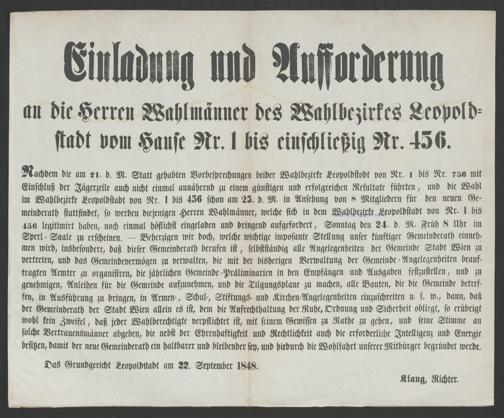 Einladung und Aufforderung
an die Herren Wahlmänner des Wahlbezirkes Leopold=
stadt vom Hause Nr. 1 bis einschließig Nr. 456.
Nachdem die am 21. d. M. Statt gehabten Vorbesprechungen beider Wahlbezirke Leopoldstadt von Nr. 1 bis Nr. 756 mit
Einschluß der Jägerzeile auch nicht einmal annähernd zu einem günstigen und erfolgreichen Resultate führten, und die Wahl
im Wahlbezirke Leopoldstadt von Nr. 1 bis 456 schon am 25. d. M. in Ansehung von 8 Mitgliedern für den neuen Ge-
meinderath stattfindet, so werden diejenigen Herren Wahlmänner, welche sich in dem Wahlbezirke Leopoldstadt von Nr. 1 bis
456 legitimirt haben, noch einmal höflichst eingeladen und dringend aufgefordert, Sonntag den 24. d. M. Früh 8 Uhr im
Sperl-Saale zu erscheinen. — Beherzigen wir doch, welche wichtige imposante Stellung unser künftiger Gemeinderath einneh-
men wird, insbesondere, daß dieser Gemeinderath berufen ist, selbstständig alle Angelegenheiten der Gemeinde Stadt Wien zu
vertreten, und das Gemeindevermögen zu verwalten, die mit der bisherigen Verwaltung der Gemeinde-Angelegenheiten beauf-
tragten Aemter zu organisiren, die jährlichen Gemeinde-Präliminarien in den Empfängen und Ausgaben festzustellen, und zu
genehmigen, Anleihen für die Gemeinde aufzunehmen, und die Tilgungsplane zu machen, alle Bauten, die die Gemeinde betref-
fen, in Ausführung zu bringen, in Armen-, Schul-, Stiftungs- und Kirchen-Angelegenheiten einzuschreiten u. s. w., dann, daß
der Gemeinderath der Stadt Wien allein es ist, dem die Aufrechthaltung der Ruhe, Ordnung und Sicherheit obliegt, so erübrigt
wohl kein Zweifel, daß jeder Wahlberechtigte verpflichtet ist, mit seinem Gewissen zu Rathe zu gehen, und seine Stimme an
solche Vertrauensmänner abgeben, die nebst der Ehrenhaftigkeit und Rechtlichkeit auch die erforderliche Intelligenz und Energie
besitzen, damit der neue Gemeinderath ein haltbarer und bleibender sey, und hiedurch die Wohlfahrt unserer Mitbürger begründet werde.
Das Grundgericht Leopoldstadt am 22. September 1848.
Klang, Richter.